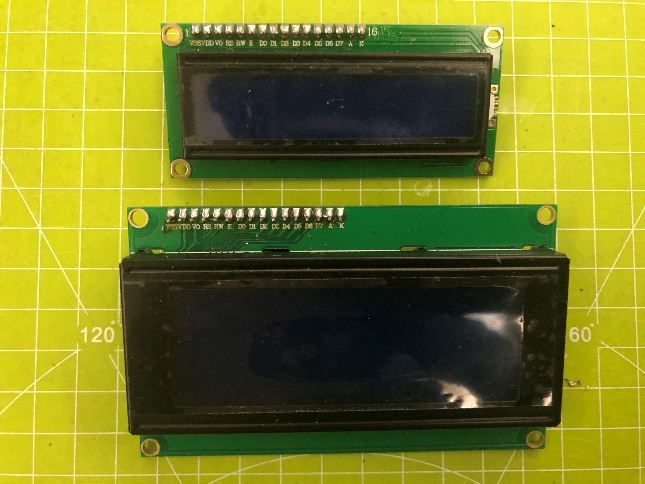 1 16
VSS VDD VO RS RW E D0 D1 D2 D3 D4 D5 D6 D7 A K
VSS VDD VO RS RW E D0 D1 D2 D3 D4 D5 D6 D7 A K
120° 60°